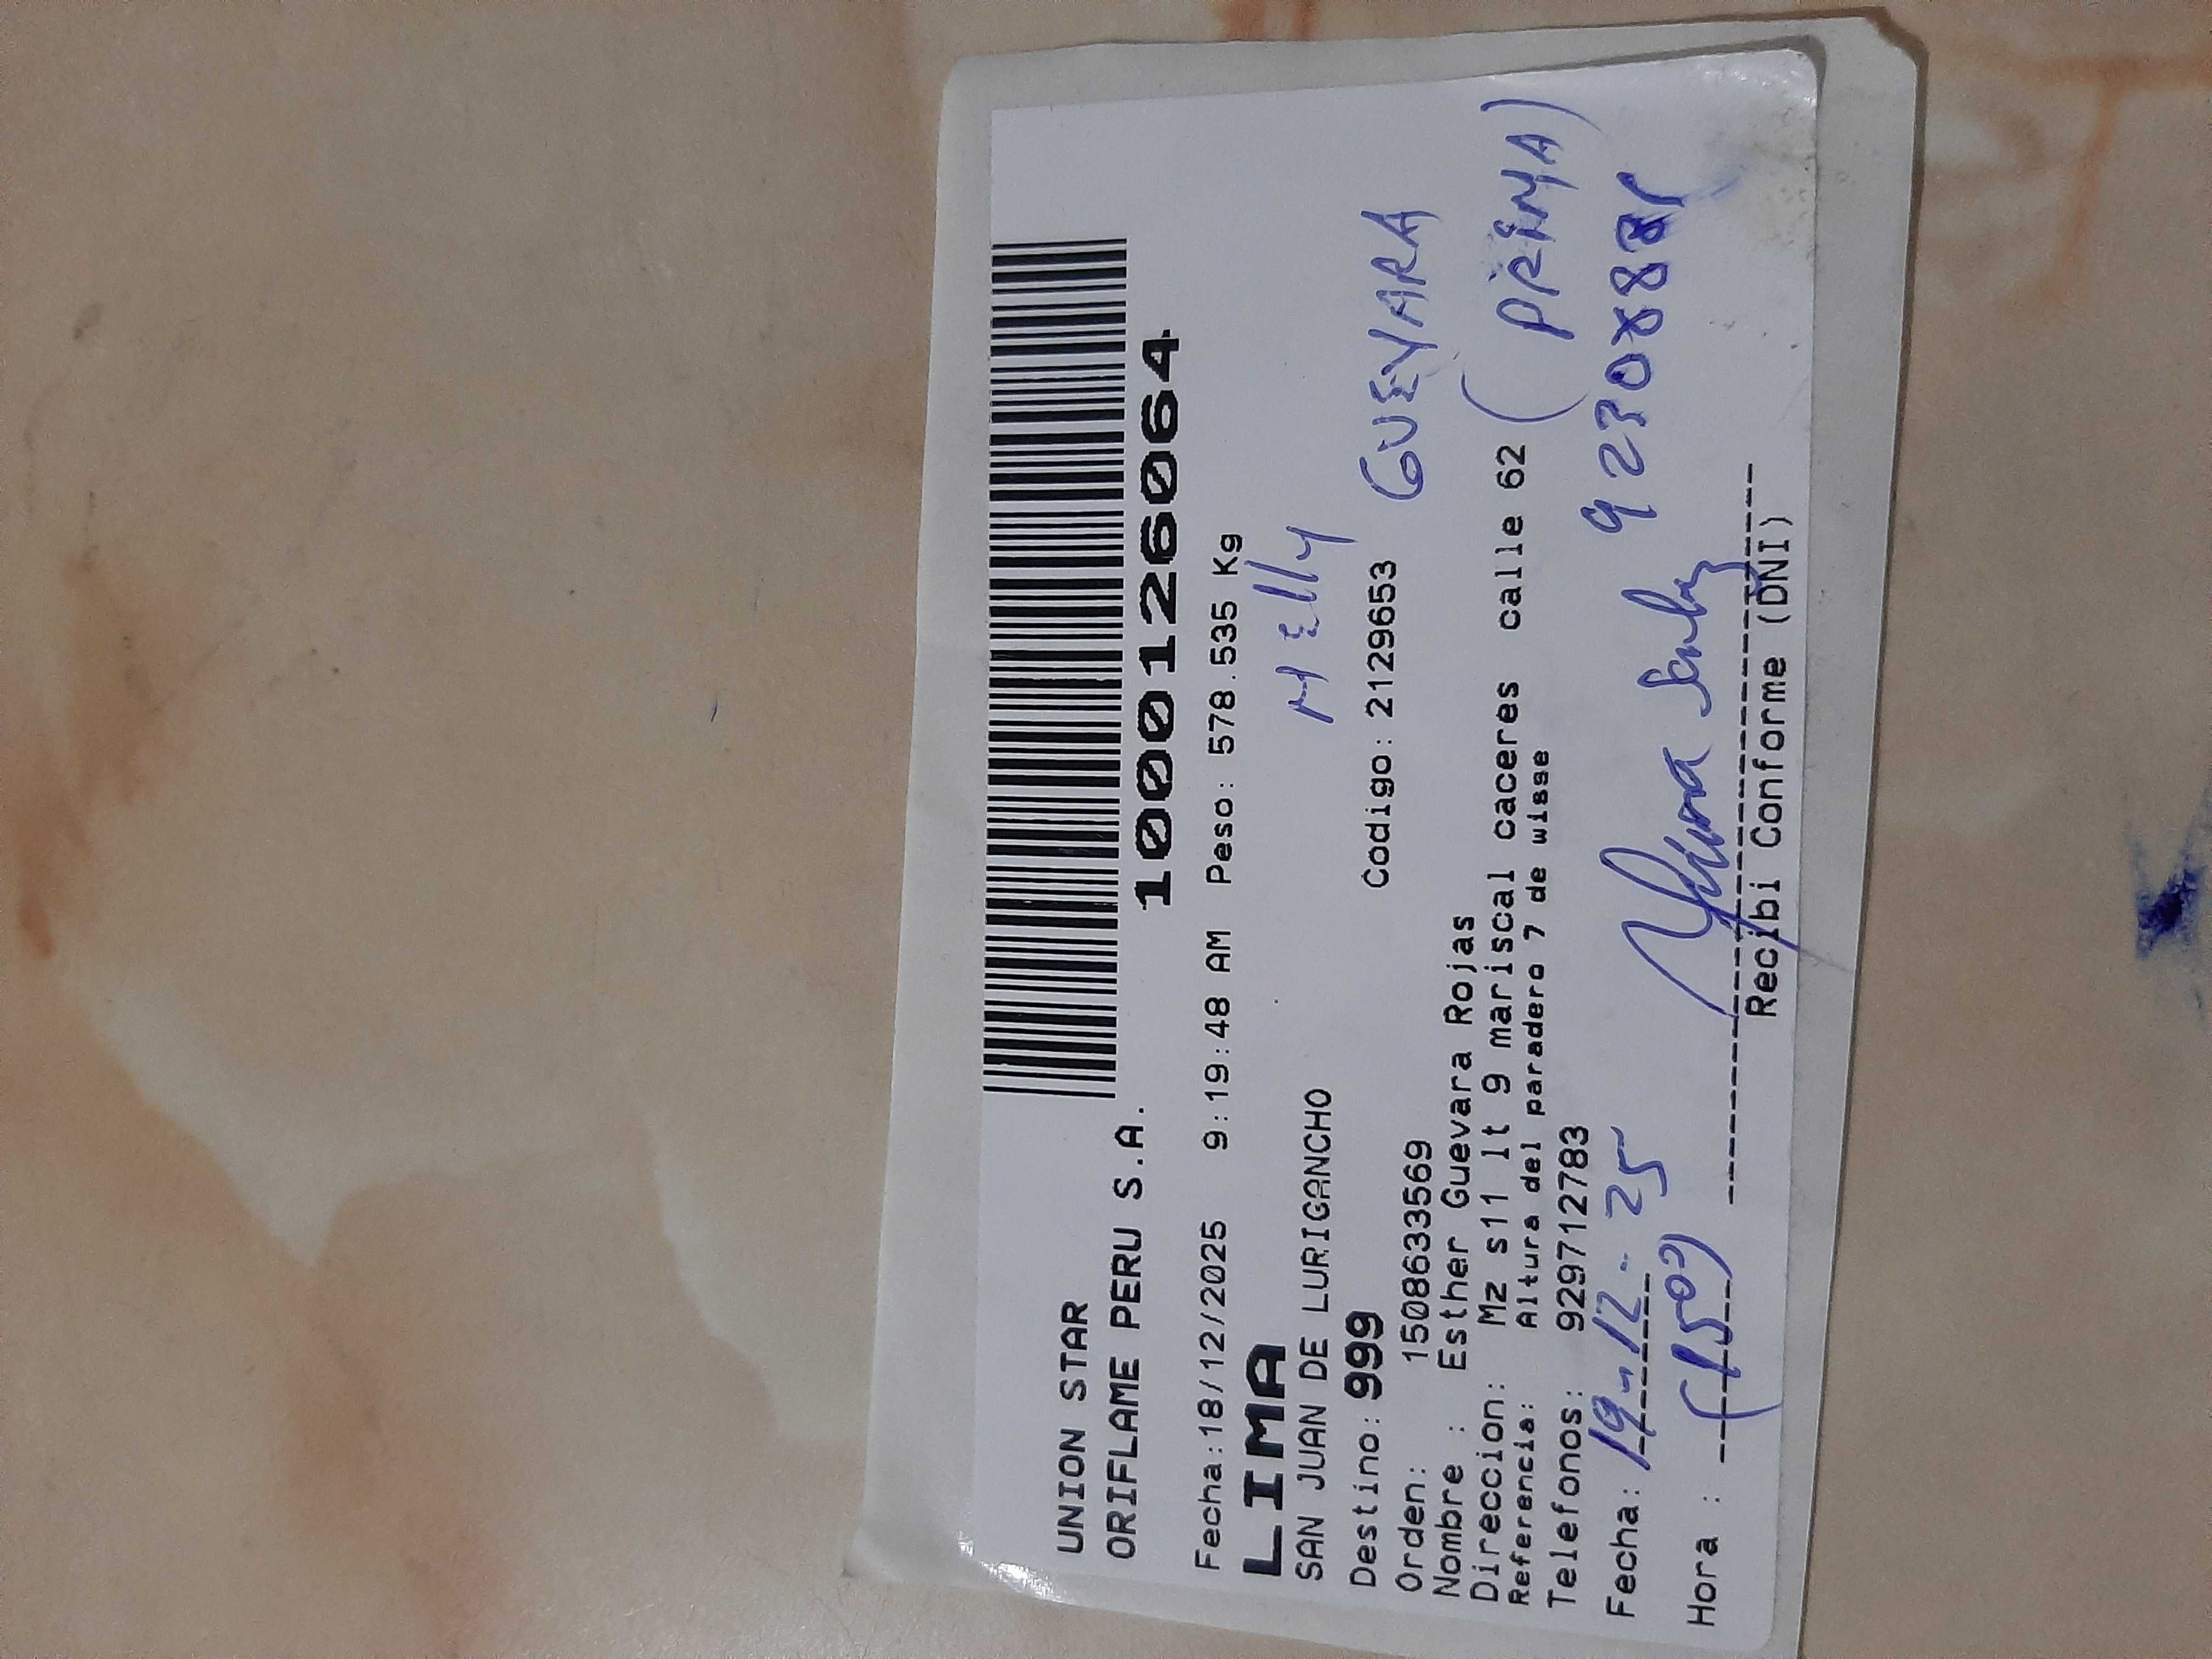 UNION STAR
ORIFLAME PERU S.A.
1000126064
Fecha:18/12/2025 9:19:48 AM Peso: 578.535 Kg
LIMA
NElly
SAN JUAN DE LURIGANCHO
GUEVARA
Destino: 999 Codigo: 2129653
Orden: 1508633569
(PRIMA)
Nombre : Esther Guevara Rojas
Direccion: Mz s11 lt 9 mariscal caceres calle 62
Referencia: Altura del paradero 7 de wisse
Telefonos: 929712783
Fecha: 19-12-25
Hora : (1509)
Recibi Conforme (DNI)